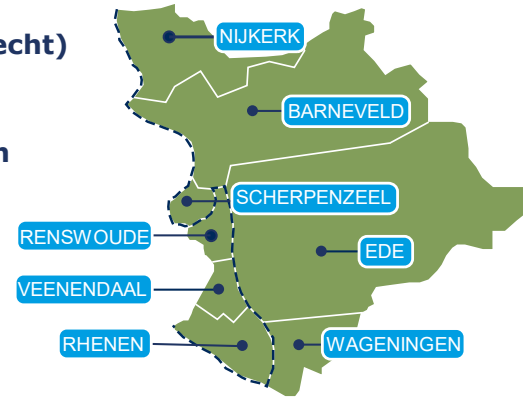 NIJKERK
echt)
BARNEVELD
SCHERPENZEEL
RENSWOUDE
EDE
VEENENDAAL
RHENEN
WAGENINGEN